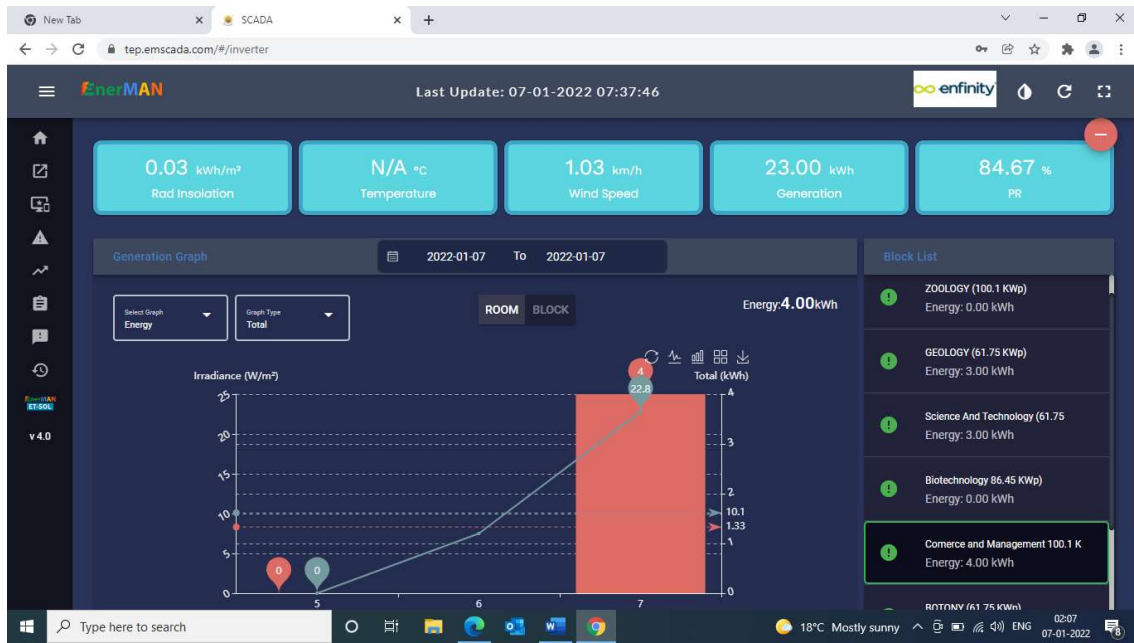 New Tab
SCADA
tep.emscada.com/#/inverter
EnerMAN
Last Update: 07-01-2022 07:37:46
enfinity
0.03 kWh/m²
Rad Insolation
N/A °C
Temperature
1.03 km/h
Wind Speed
23.00 kWh
Generation
84.67 %
PR
Generation Graph
2022-01-07 To 2022-01-07
Block List
Select Graph
Energy
Graph Type
Total
ROOM BLOCK
Energy:4.00kWh
Irradiance (W/m²)
Total (kWh)
25
20
15
10
5
0
4
22.8
0
0
4
3
2
10.1
1.33
1
0
5
6
7
ZOOLOGY (100.1 KWp)
Energy: 0.00 kWh
GEOLOGY (61.75 KWp)
Energy: 3.00 kWh
Science And Technology (61.75
Energy: 3.00 kWh
Biotechnology 86.45 KWp)
Energy: 0.00 kWh
Comerce and Management 100.1 K
Energy: 4.00 kWh
BOTONY (61.75 KWp)
EnerMAN
ET-SOL
v 4.0
Type here to search
18°C Mostly sunny
ENG
02:07
07-01-2022
8